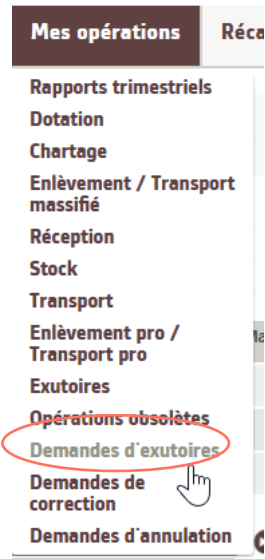 Mes opérations
Réca
Rapports trimestriels
Dotation
Chartage
Enlèvement / Transport
massifié
Réception
Stock
Transport
Enlèvement pro /
Transport pro
Exutoires
Opérations obsolètes
Demandes d'exutoires
Demandes de
correction
Demandes d'annulation